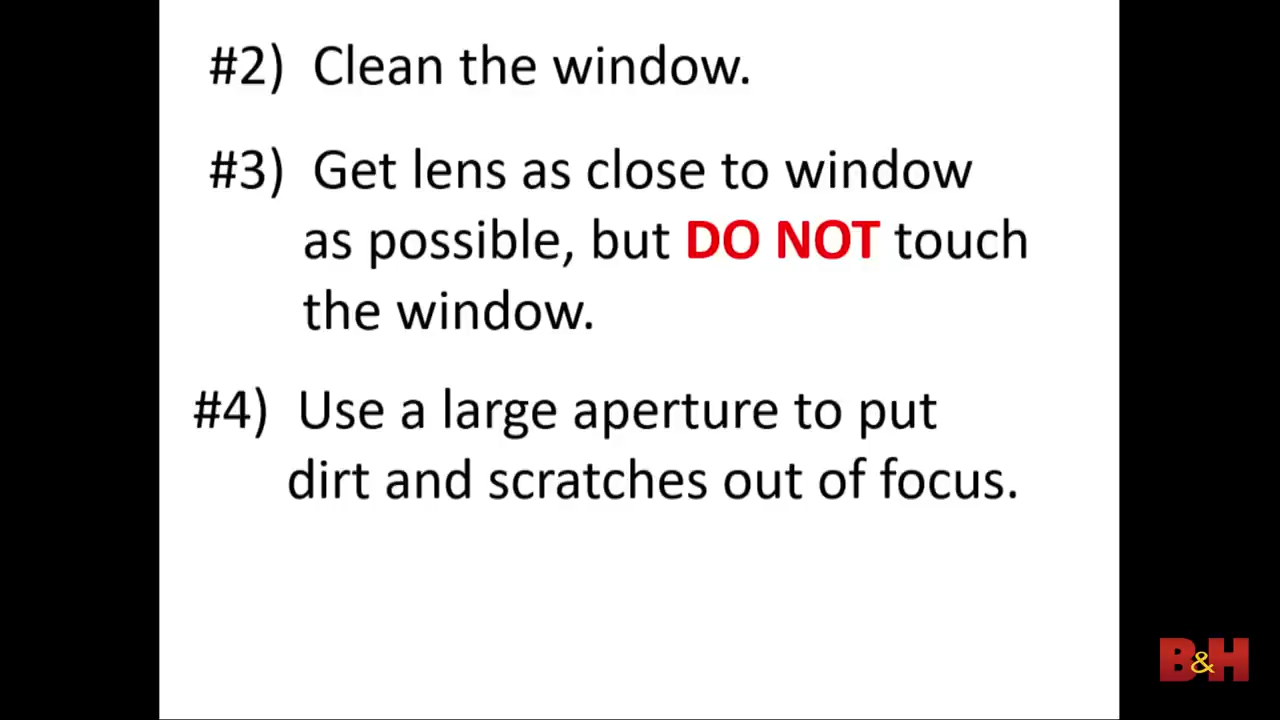 #2) Clean the window.
#3) Get lens as close to window
as possible, but DO NOT touch
the window.
#4) Use a large aperture to put
dirt and scratches out of focus.
B&H